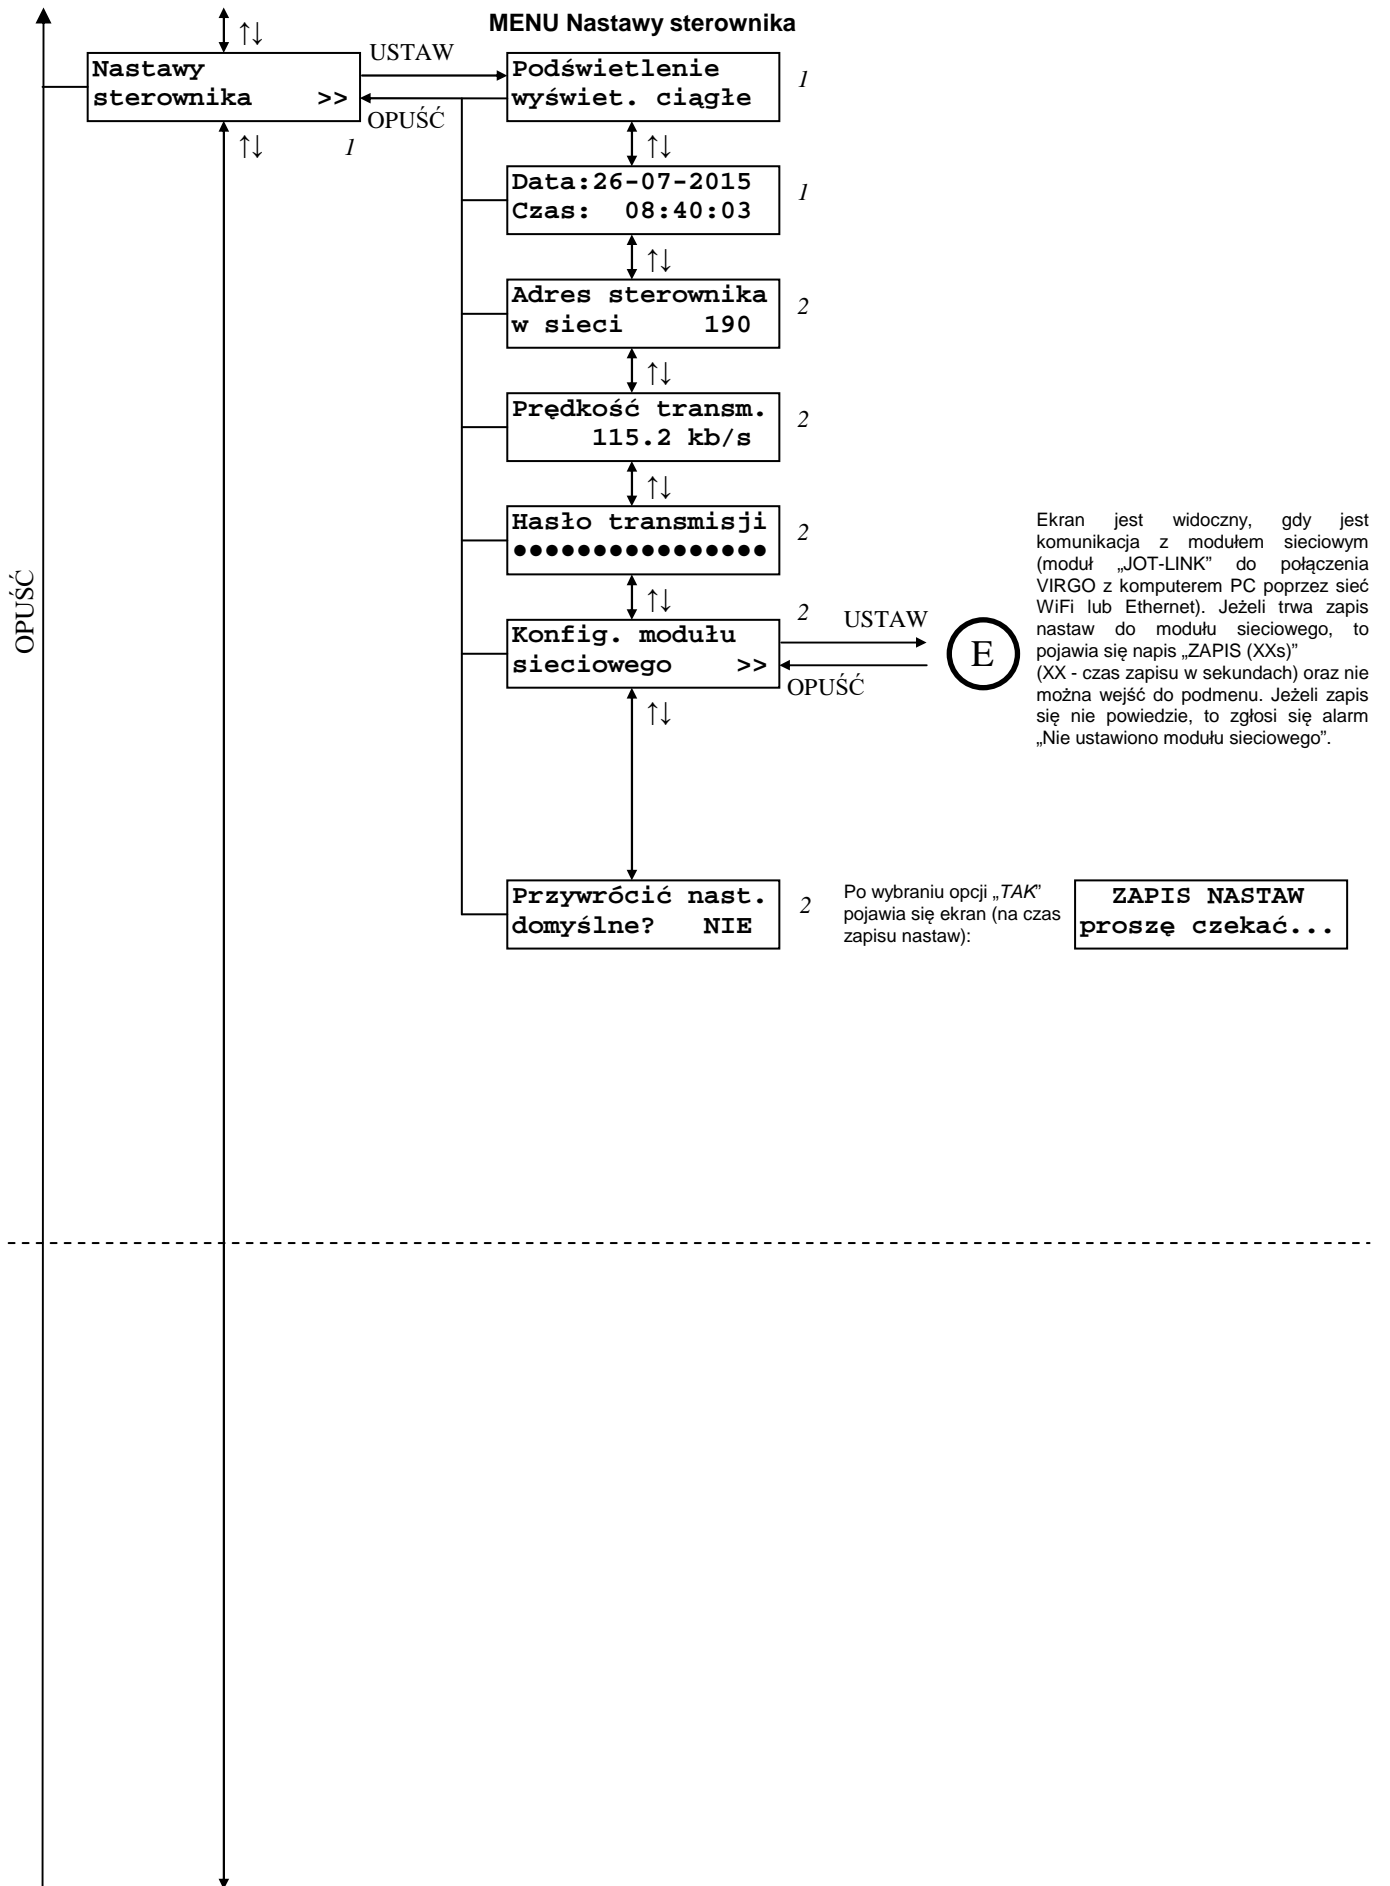 MENU Nastawy sterownika
↑↓
USTAW
Nastawy
sterownika >>
OPUŚĆ
↑↓
1
Podświetlenie
wyświet. ciągłe
1
↑↓
Data:26-07-2015
Czas: 08:40:03
1
↑↓
Adres sterownika
w sieci 190
2
↑↓
Prędkość transm.
115.2 kb/s
2
↑↓
Hasło transmisji
●●●●●●●●●●●●●●●●
2
↑↓
Konfig. modułu
sieciowego >>
2
USTAW
OPUŚĆ
E
↑↓
Ekran jest widoczny, gdy jest
komunikacja z modułem sieciowym
(moduł „JOT-LINK” do połączenia
VIRGO z komputerem PC poprzez sieć
WiFi lub Ethernet). Jeżeli trwa zapis
nastaw do modułu sieciowego, to
pojawia się napis „ZAPIS (XXs)”
(XX - czas zapisu w sekundach) oraz nie
można wejść do podmenu. Jeżeli zapis
się nie powiedzie, to zgłosi się alarm
„Nie ustawiono modułu sieciowego”.
OPUŚĆ
Przywrócić nast.
domyślne? NIE
2
Po wybraniu opcji „TAK”
pojawia się ekran (na czas
zapisu nastaw):
ZAPIS NASTAW
proszę czekać...